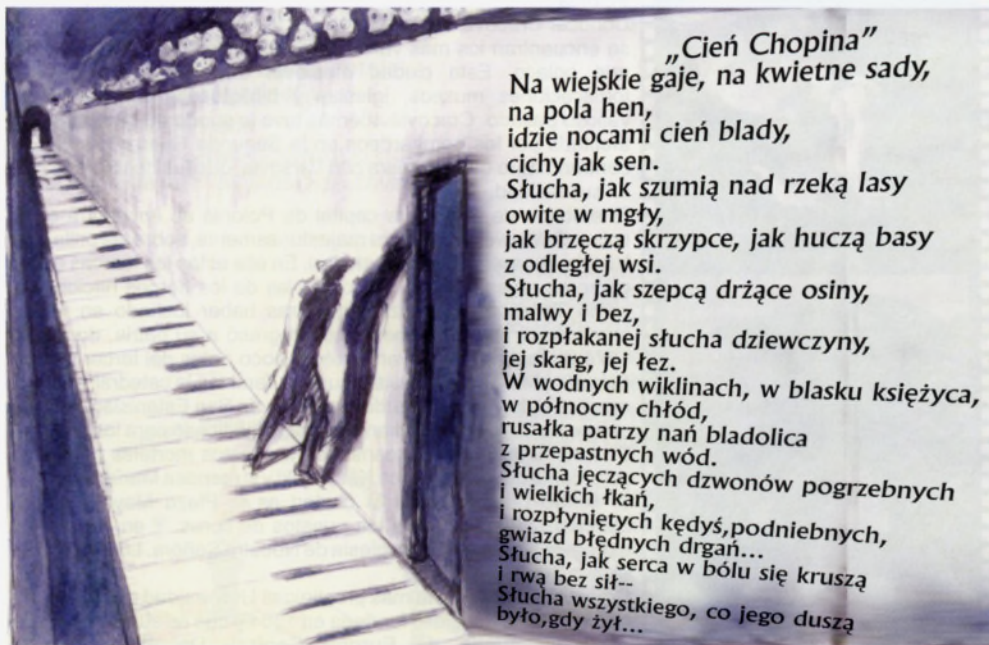 „Cień Chopina”
Na wiejskie gaje, na kwietne sady,
na pola hen,
idzie nocami cień blady,
cichy jak sen.
Słucha, jak szumią nad rzeką lasy
owite w mgły,
jak brzęczą skrzypce, jak huczą basy
z odległej wsi.
Słucha, jak szepcą drżące osiny,
malwy i bez,
i rozpłakanej słucha dziewczyny,
jej skarg, jej łez.
W wodnych wiklinach, w blasku księżyca,
w północny chłód,
rusałka patrzy nań bladolica
z przepastnych wód.
Słucha jęczących dzwonów pogrzebnych
i wielkich łkań,
i rozpłyniętych kędyś,podniebnych,
gwiazd błędnych drgań...
Słucha, jak serca w bólu się kruszą
i rwą bez sił--
Słucha wszystkiego, co jego duszą
było,gdy żył...